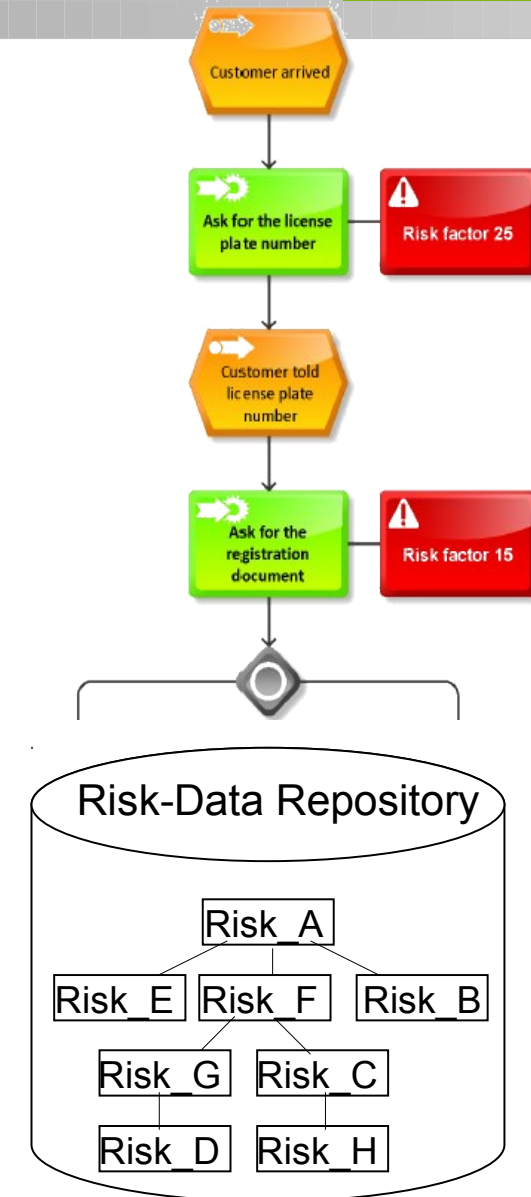 Customer arrived
Ask for the license
plate number
Risk factor 25
Customer told
license plate
number
Ask for the
registration
document
Risk factor 15
Risk-Data Repository
Risk_A
Risk_E Risk_F Risk_B
Risk_G Risk_C
Risk_D Risk_H